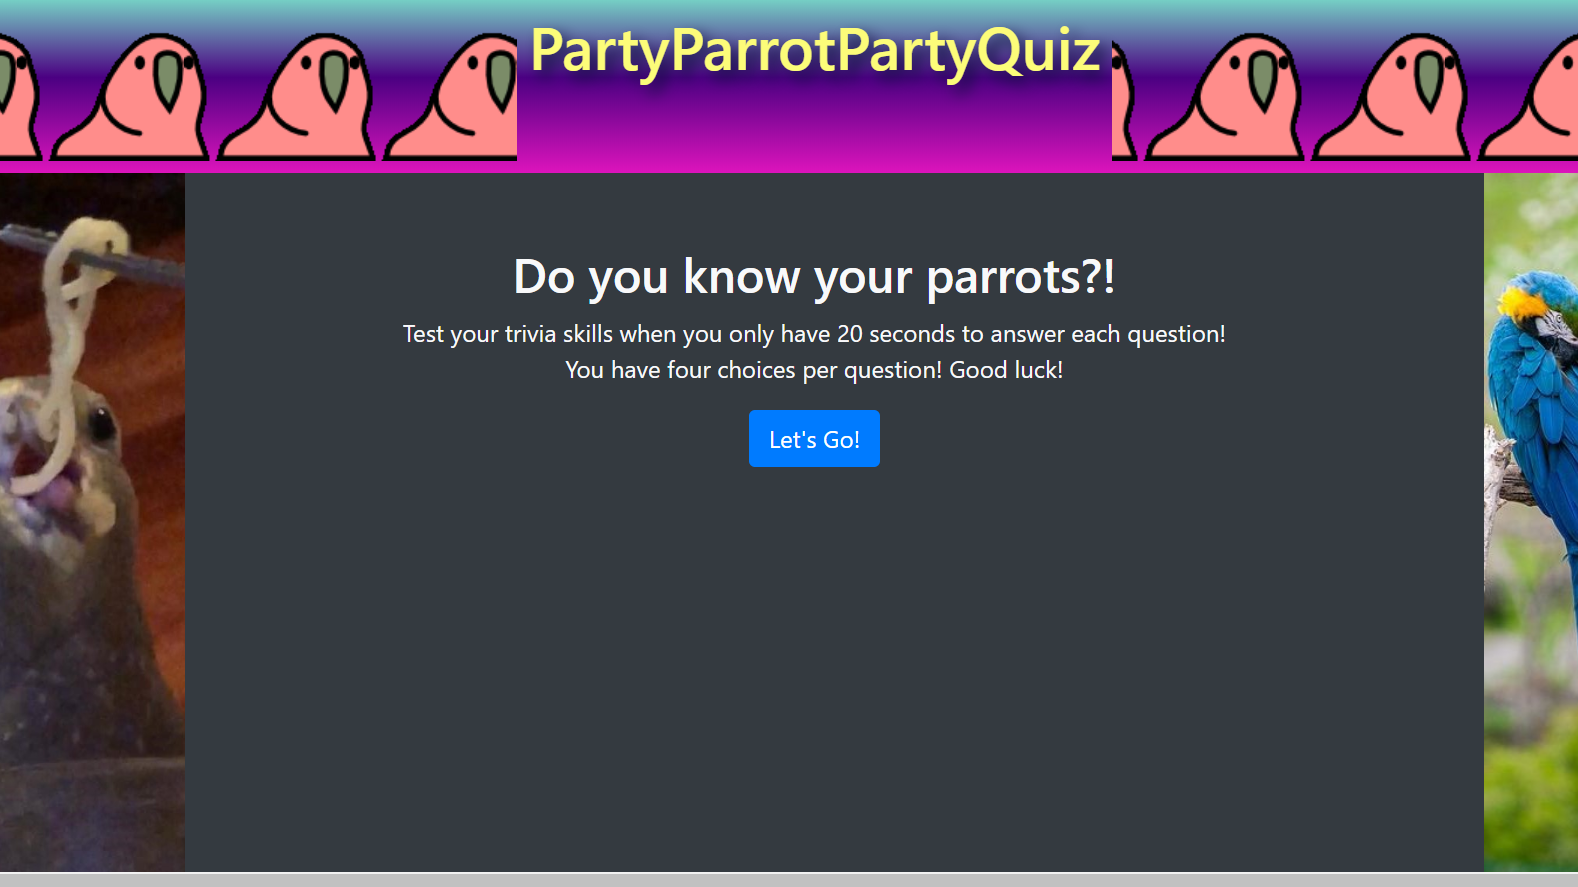 PartyParrotPartyQuiz
Do you know your parrots?!
Test your trivia skills when you only have 20 seconds to answer each question!
You have four choices per question! Good luck!
Let's Go!